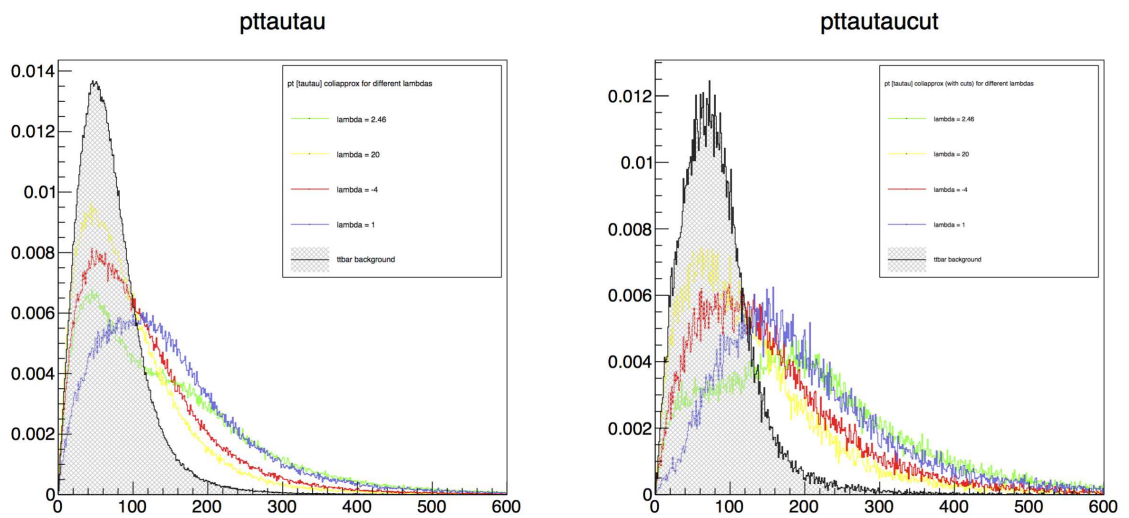 pttautau
0.014
0.012
0.01
0.008
0.006
0.004
0.002
0
0 100 200 300 400 500 600
pt [tautau] coliapprox for different lambdas
lambda = 2.46
lambda = 20
lambda = -4
lambda = 1
ttbar background
pttautaucut
0.012
0.01
0.008
0.006
0.004
0.002
0
0 100 200 300 400 500 600
pt [tautau] coliapprox (with cuts) for different lambdas
lambda = 2.46
lambda = 20
lambda = -4
lambda = 1
ttbar background